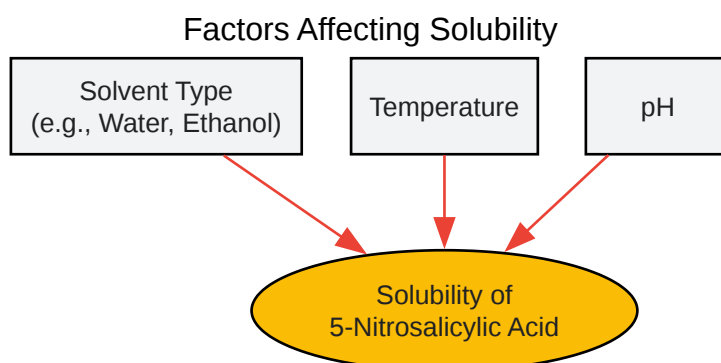 Factors Affecting Solubility
Solvent Type
(e.g., Water, Ethanol)
Temperature
pH
Solubility of
5-Nitrosalicylic Acid